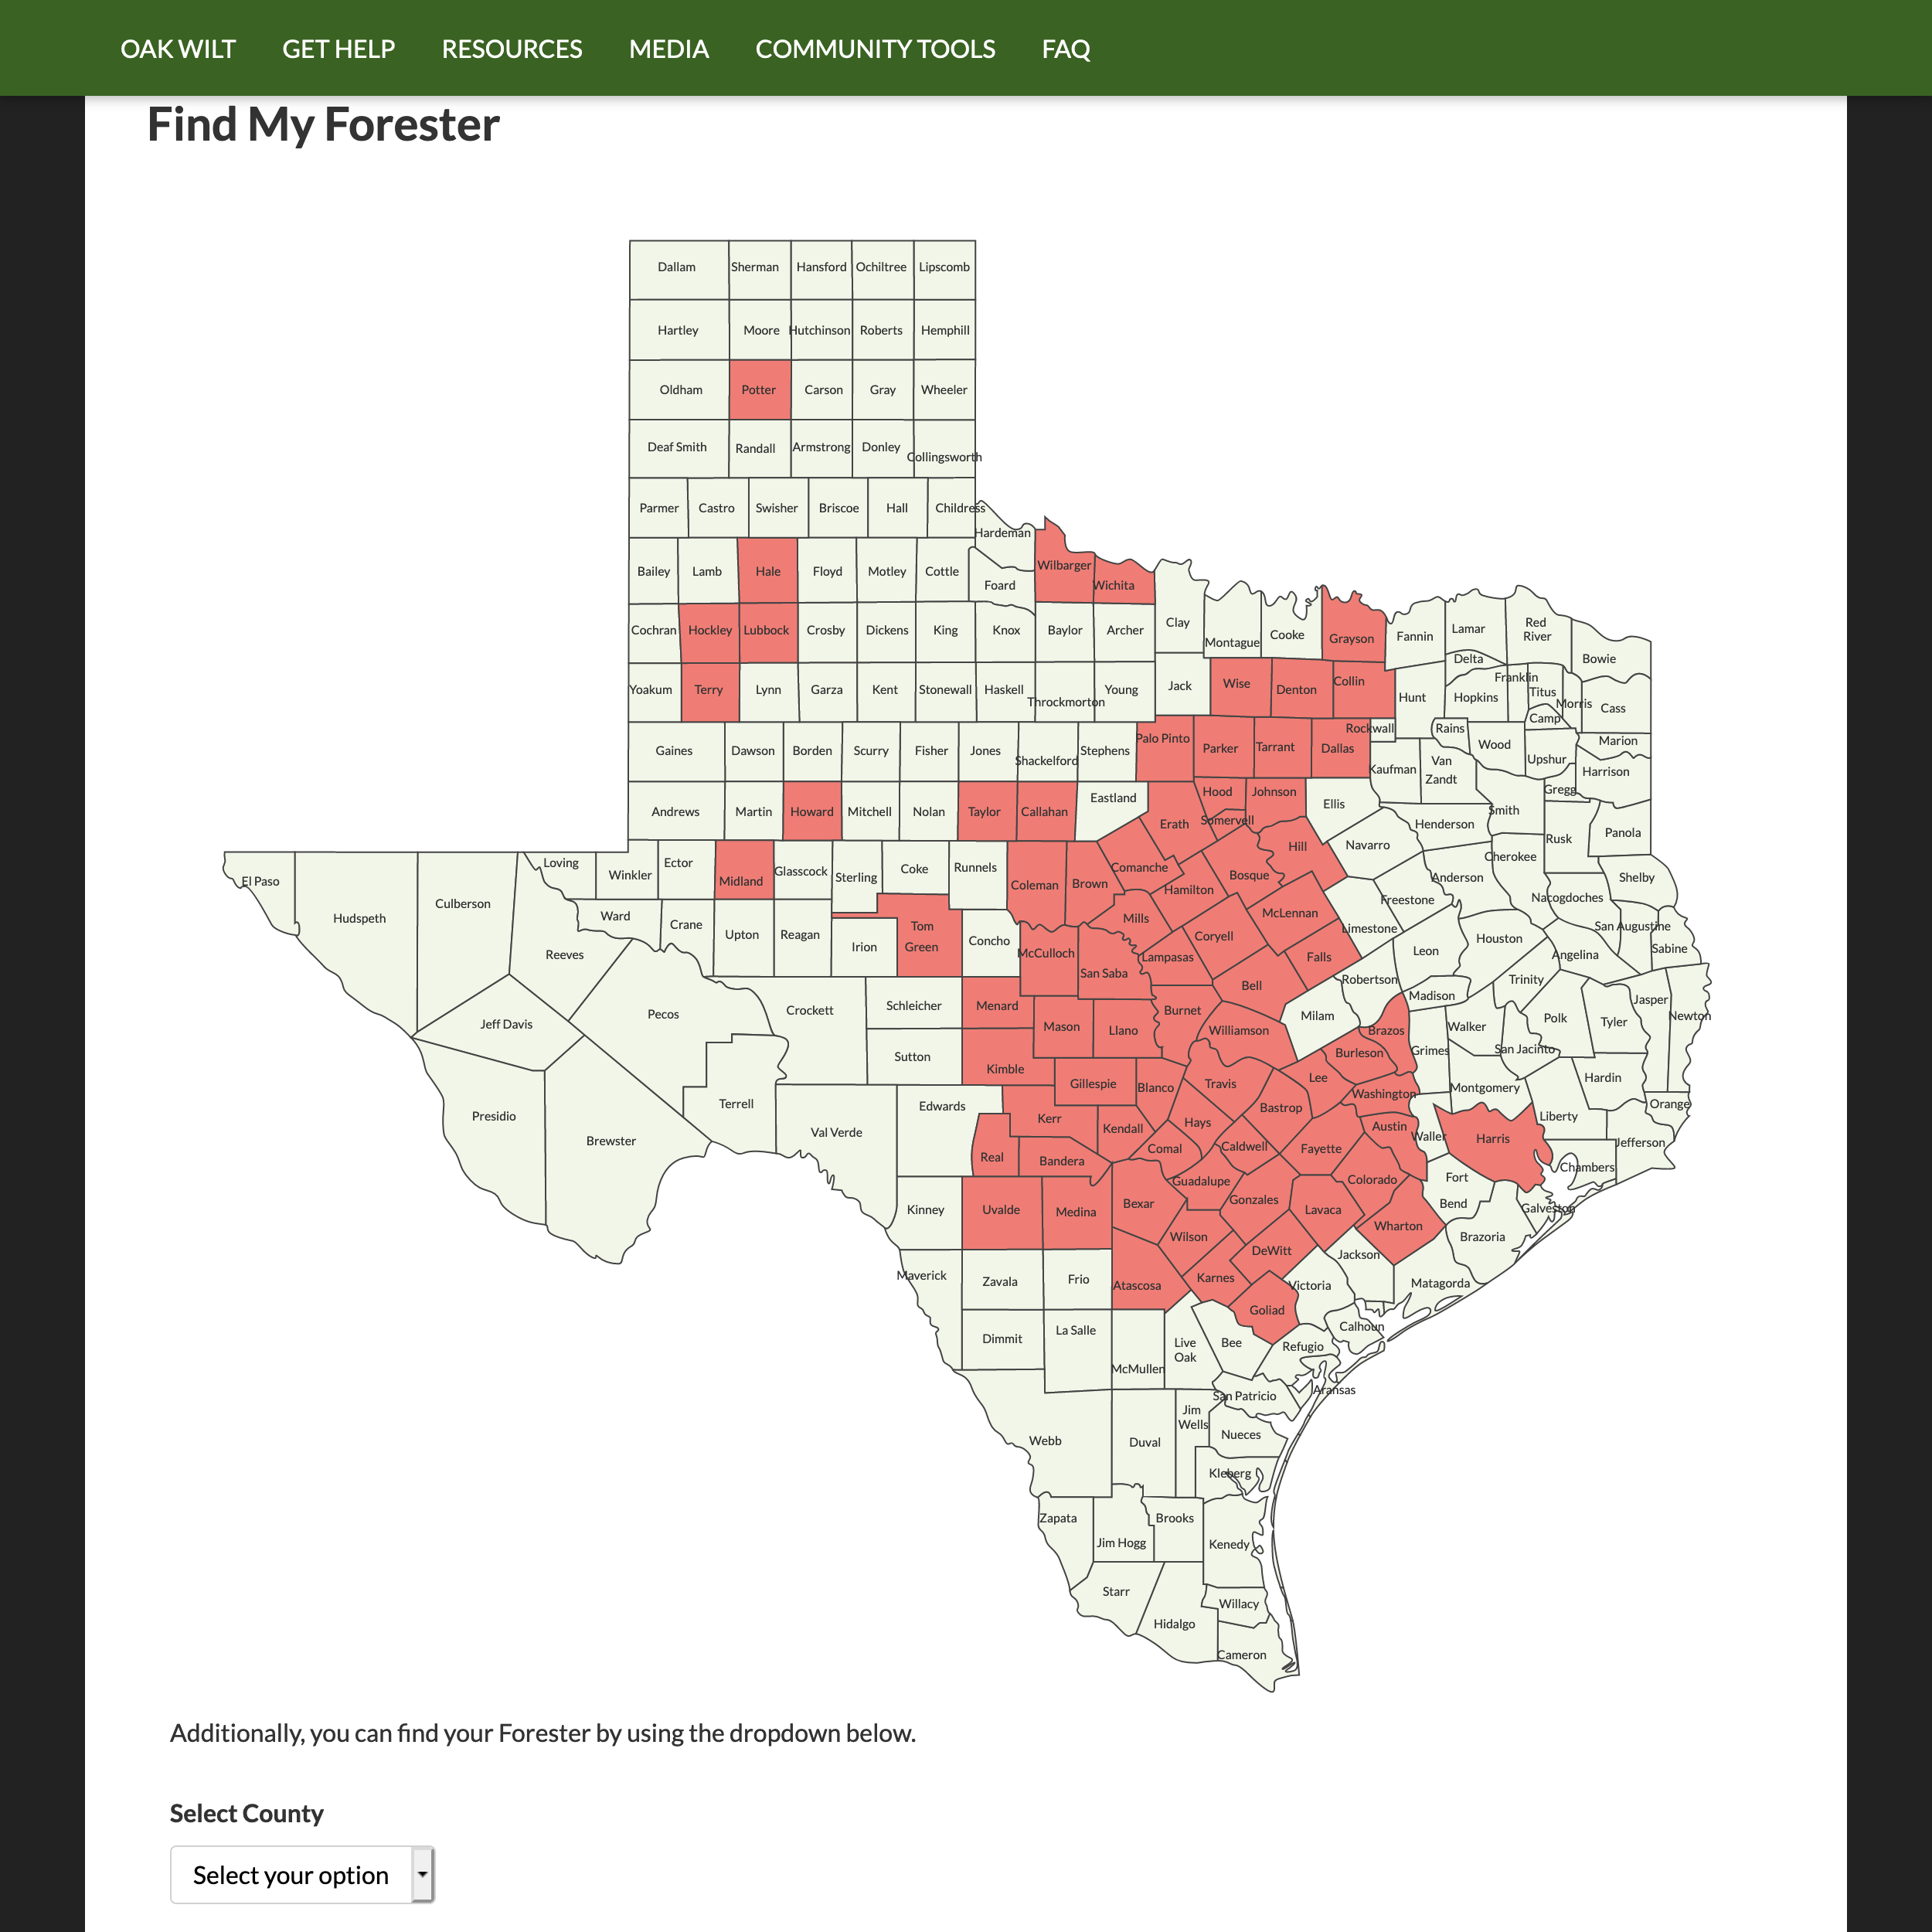 OAK WILT GET HELP RESOURCES MEDIA COMMUNITY TOOLS FAQ
Find My Forester
Dallam Sherman Hansford Ochiltree Lipscomb
Hartley Moore Hutchinson Roberts Hemphill
Oldham Potter Carson Gray Wheeler
Deaf Smith Randall Armstrong Donley Collingsworth
Parmer Castro Swisher Briscoe Hall Childress Hardeman
Bailey Lamb Hale Floyd Motley Cottle Foard Wilbarger Wichita
Cochran Hockley Lubbock Crosby Dickens King Knox Baylor Archer Clay Montague Cooke Grayson Fannin Lamar Red
River
Delta Bowie
Yoakum Terry Lynn Garza Kent Stonewall Haskell Throckmorton Young Jack Wise Denton Collin Hunt Hopkins Franklin Titus Morris Cass
Camp
Gaines Dawson Borden Scurry Fisher Jones Shackelford Stephens Palo Pinto Parker Tarrant Dallas Rockwall Kaufman Rains Van
Zandt
Wood Upshur Marion Harrison
Gregg
Andrews Martin Howard Mitchell Nolan Taylor Callahan Eastland Erath Hood Somervell Johnson Ellis Henderson Smith Rusk Panola
El Paso Hudspeth Culberson Loving Winkler Ector Midland Glasscock Sterling Coke Runnels Coleman Brown Comanche Hamilton Bosque Hill Navarro Anderson Cherokee Nacogdoches Shelby
Reeves Ward Crane Upton Reagan Irion Tom
Green
Concho McCulloch San Saba Mills Lampasas Coryell McLennan Falls Limestone Freestone Leon Houston Angelina San Augustine Sabine
Jeff Davis Pecos Crockett Schleicher Menard Mason Llano Burnet Bell Williamson Milam Robertson Brazos Madison Walker Trinity Polk Tyler Jasper Newton
Presidio Brewster Terrell Sutton Kimble Gillespie Blanco Travis Bastrop Lee Burleson Washington Grimes Montgomery San Jacinto Liberty Hardin Orange
Val Verde Edwards Real Kerr Bandera Kendall Comal Hays Caldwell Fayette Austin Waller Harris Chambers Jefferson
Kinney Uvalde Medina Bexar Guadalupe Gonzales Lavaca Colorado Wharton Fort
Bend
Brazoria Galveston
Maverick Zavala Frio Atascosa Wilson Karnes DeWitt Goliad Victoria Jackson Matagorda
Dimmit La Salle McMullen Live
Oak
Bee Refugio Calhoun
San Patricio Aransas
Webb Duval Jim
Wells
Nueces
Kleberg
Zapata Jim Hogg Brooks Kenedy
Starr Hidalgo Willacy
Cameron
Additionally, you can find your Forester by using the dropdown below.
Select County
Select your option